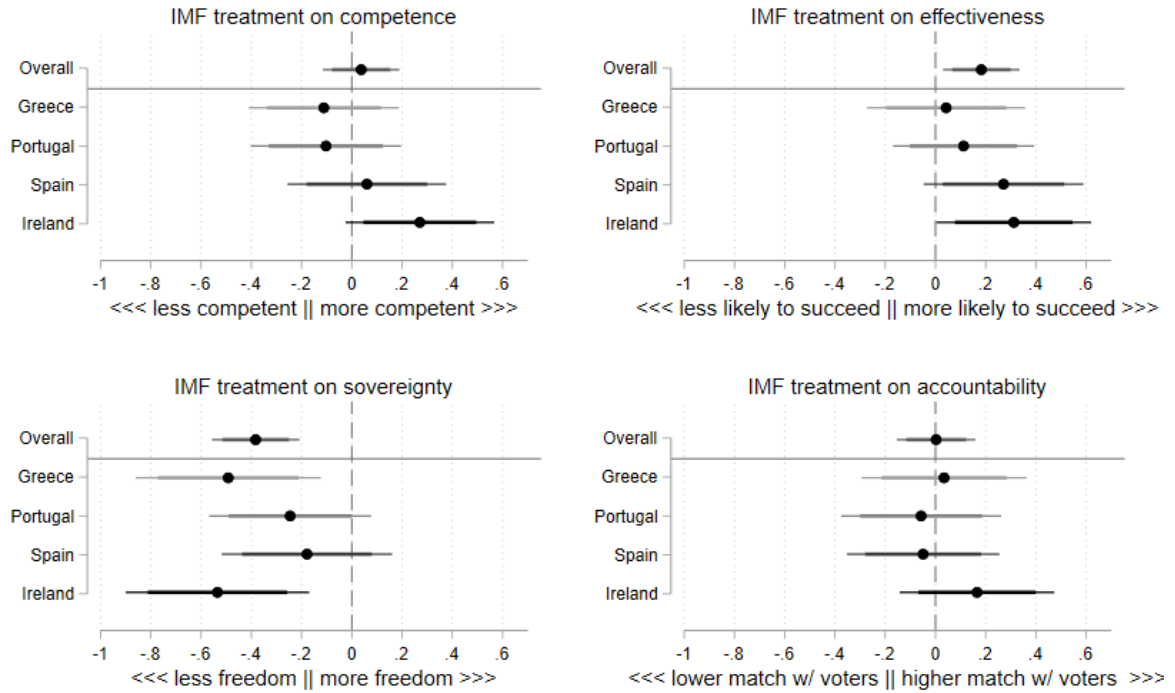 IMF treatment on competence
Overall
Greece
Portugal
Spain
Ireland
-1 -.8 -.6 -.4 -.2 0 .2 .4 .6
<<< less competent || more competent >>>
IMF treatment on effectiveness
Overall
Greece
Portugal
Spain
Ireland
-1 -.8 -.6 -.4 -.2 0 .2 .4 .6
<<< less likely to succeed || more likely to succeed >>>
IMF treatment on sovereignty
Overall
Greece
Portugal
Spain
Ireland
-1 -.8 -.6 -.4 -.2 0 .2 .4 .6
<<< less freedom || more freedom >>>
IMF treatment on accountability
Overall
Greece
Portugal
Spain
Ireland
-1 -.8 -.6 -.4 -.2 0 .2 .4 .6
<<< lower match w/ voters || higher match w/ voters >>>